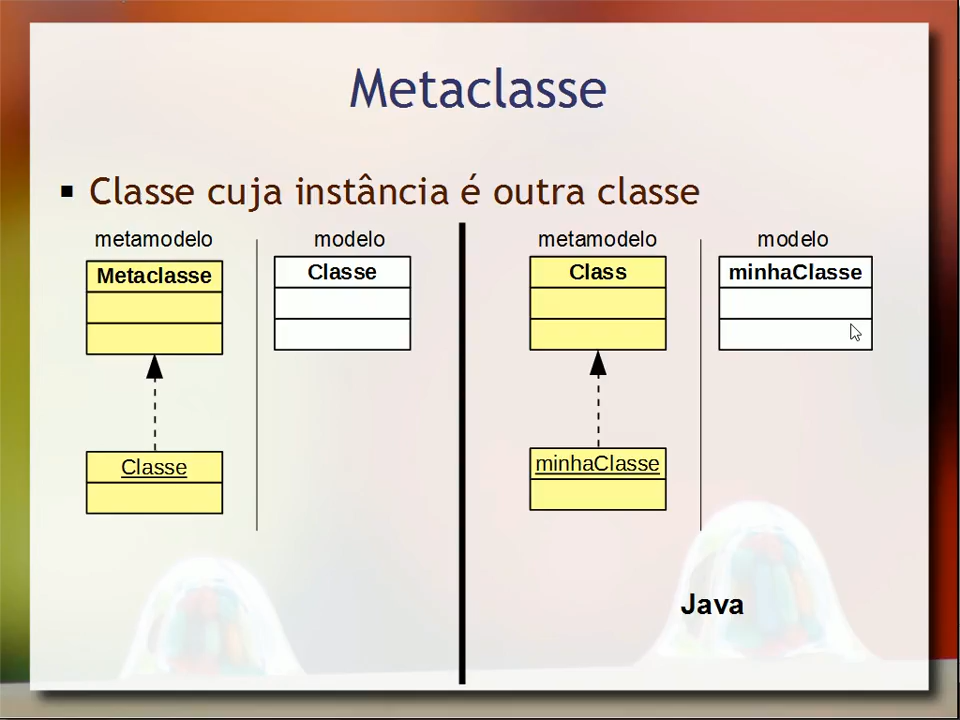 Metaclasse
Classe cuja instância é outra classe
metamodelo
modelo
Metaclasse
Classe
Classe
metamodelo
modelo
Class
minhaClasse
minhaClasse
Java